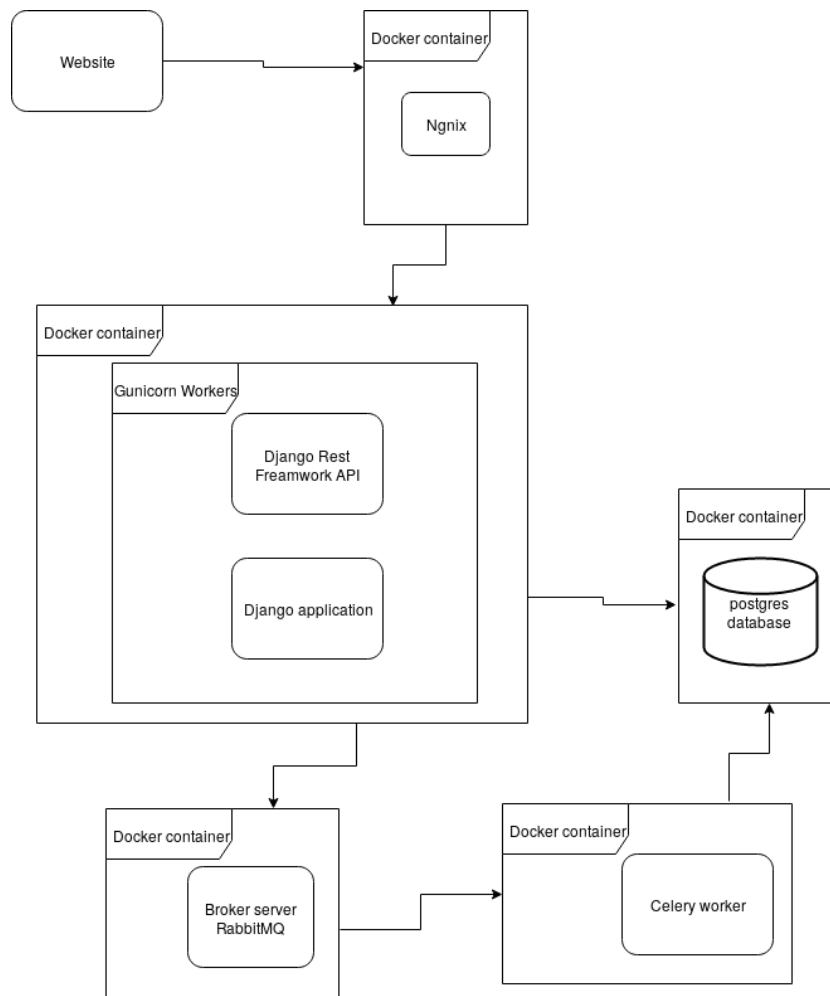 Website
Docker container
Ngnix
Docker container
Gunicorn Workers
Django Rest
Freamwork API
Django application
Docker container
postgres
database
Docker container
Broker server
RabbitMQ
Docker container
Celery worker